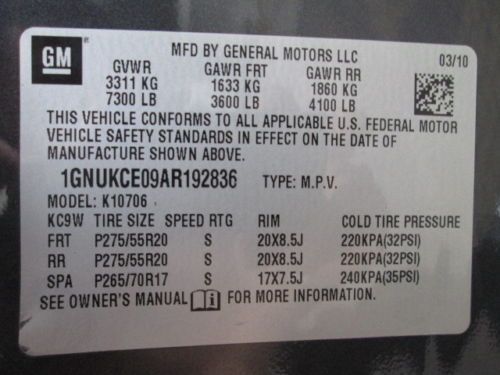 GM
MFD BY GENERAL MOTORS LLC 03/10
GVWR GAWR FRT GAWR RR
3311 KG 1633 KG 1860 KG
7300 LB 3600 LB 4100 LB
THIS VEHICLE CONFORMS TO ALL APPLICABLE U.S. FEDERAL MOTOR
VEHICLE SAFETY STANDARDS IN EFFECT ON THE DATE OF
MANUFACTURE SHOWN ABOVE.
1GNUKCE09AR192836 TYPE: M.P.V.
MODEL: K10706
KC9W TIRE SIZE SPEED RTG RIM COLD TIRE PRESSURE
FRT P275/55R20 S 20X8.5J 220KPA(32PSI)
RR P275/55R20 S 20X8.5J 220KPA(32PSI)
SPA P265/70R17 S 17X7.5J 240KPA(35PSI)
SEE OWNER'S MANUAL i FOR MORE INFORMATION.